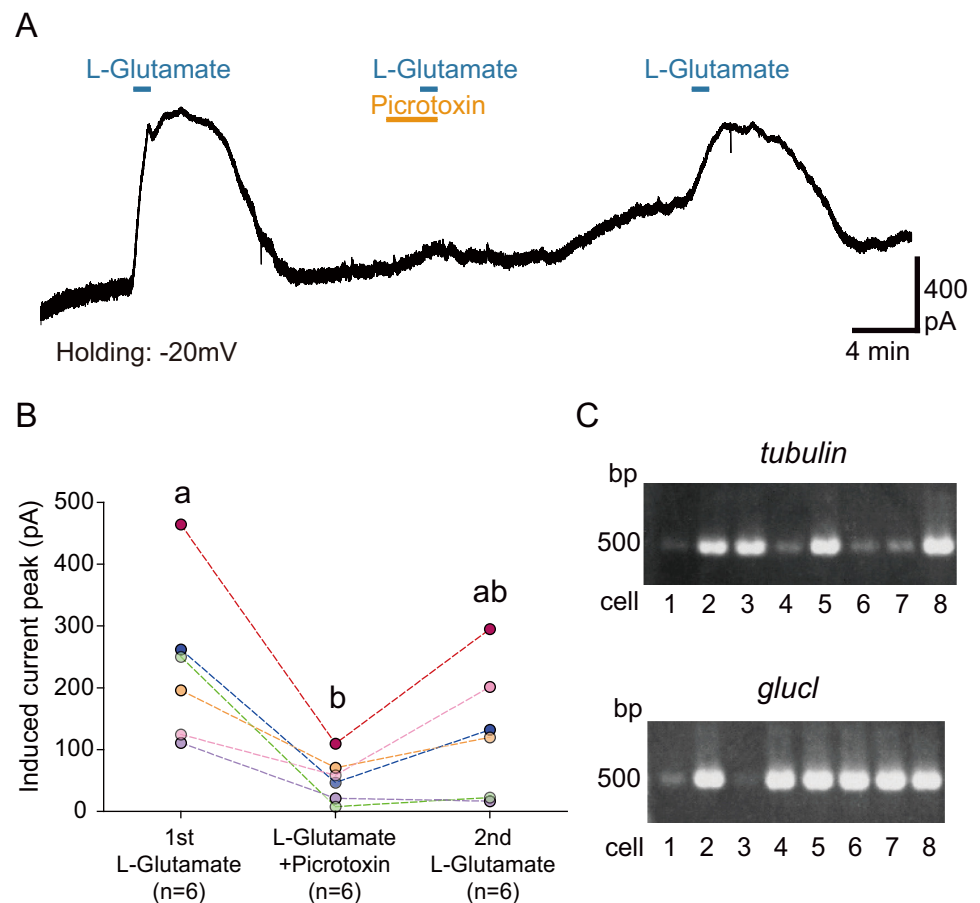 A
L-Glutamate
L-Glutamate
L-Glutamate
Picrotoxin
400
pA
4 min
Holding: -20mV
B
Induced current peak (pA)
500
400
300
200
100
0
a
b
ab
1st
L-Glutamate
(n=6)
L-Glutamate
+Picrotoxin
(n=6)
2nd
L-Glutamate
(n=6)
C
tubulin
bp
500
cell 1 2 3 4 5 6 7 8
glucl
bp
500
cell 1 2 3 4 5 6 7 8